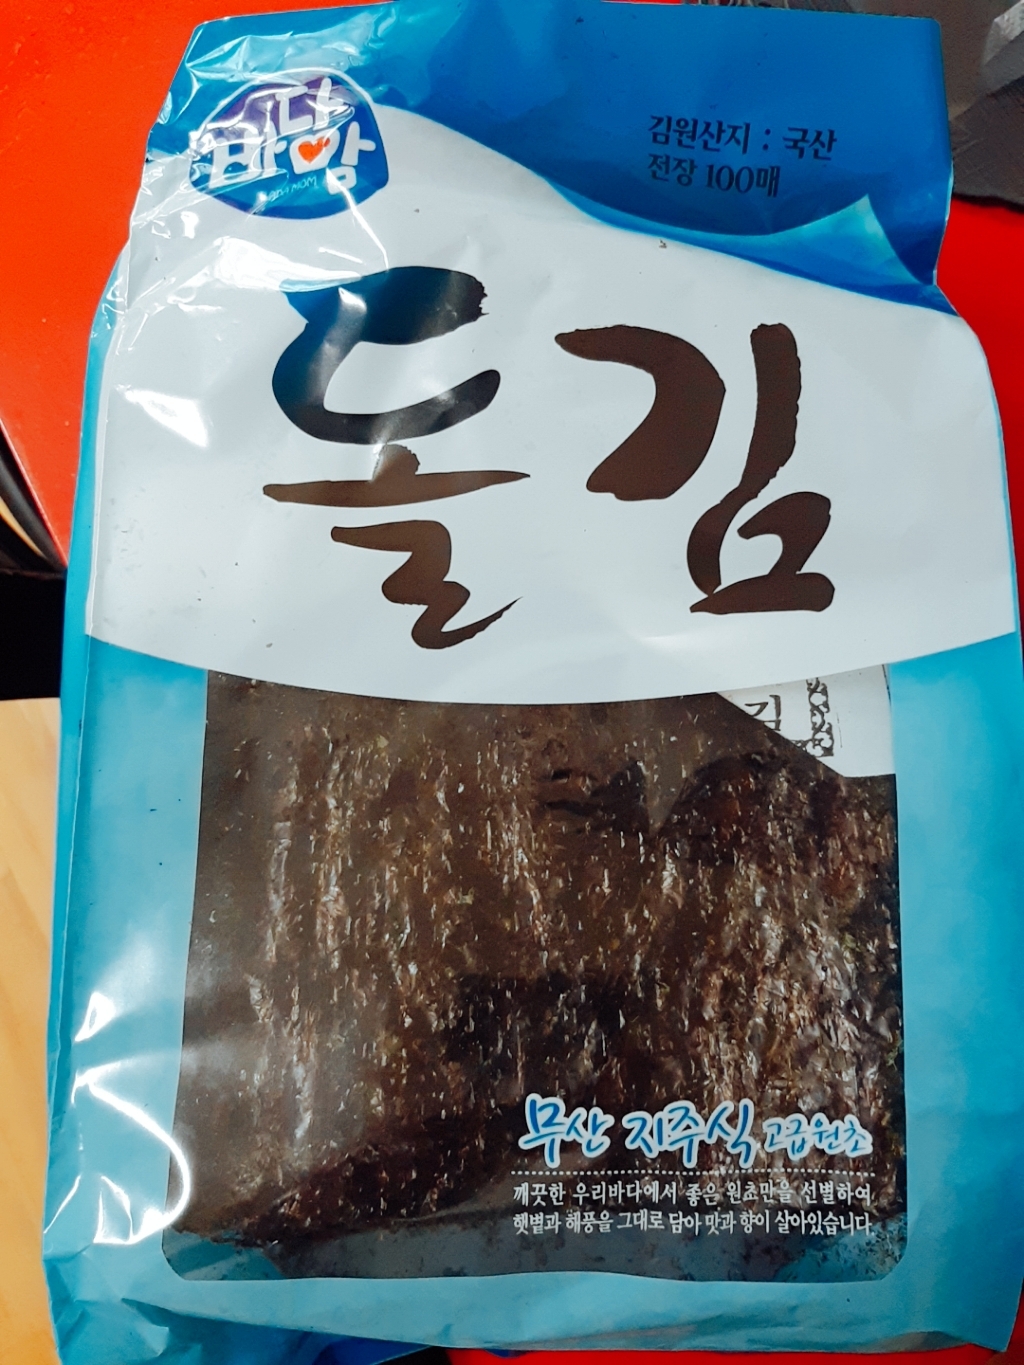 바다맘
김원산지 : 국산
전장 100매
돌김
김
무산 지주식 고급원초
깨끗한 우리바다에서 좋은 원초만을 선별하여
햇볕과 해풍을 그대로 담아 맛과 향이 살아있습니다.